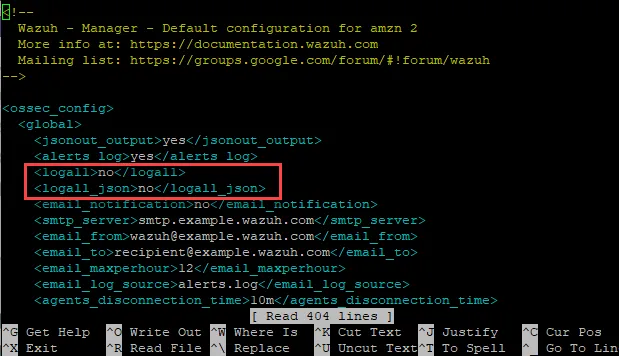 <!--
Wazuh - Manager - Default configuration for amzn 2
More info at: https://documentation.wazuh.com
Mailing list: https://groups.google.com/forum/#!forum/wazuh
-->
<ossec_config>
<global>
<jsonout_output>yes</jsonout_output>
<alerts_log>yes</alerts_log>
<logall>no</logall>
<logall_json>no</logall_json>
<email_notification>no</email_notification>
<smtp_server>smtp.example.wazuh.com</smtp_server>
<email_from>wazuh@example.wazuh.com</email_from>
<email_to>recipient@example.wazuh.com</email_to>
<email_maxperhour>12</email_maxperhour>
<email_log_source>alerts.log</email_log_source>
<agents_disconnection_time>10m</agents_disconnection_time>
[ Read 404 lines ]
^G Get Help ^O Write Out ^W Where Is ^K Cut Text ^J Justify ^C Cur Pos
^X Exit ^R Read File ^\ Replace ^U Uncut Text ^T To Spell ^_ Go To Lin